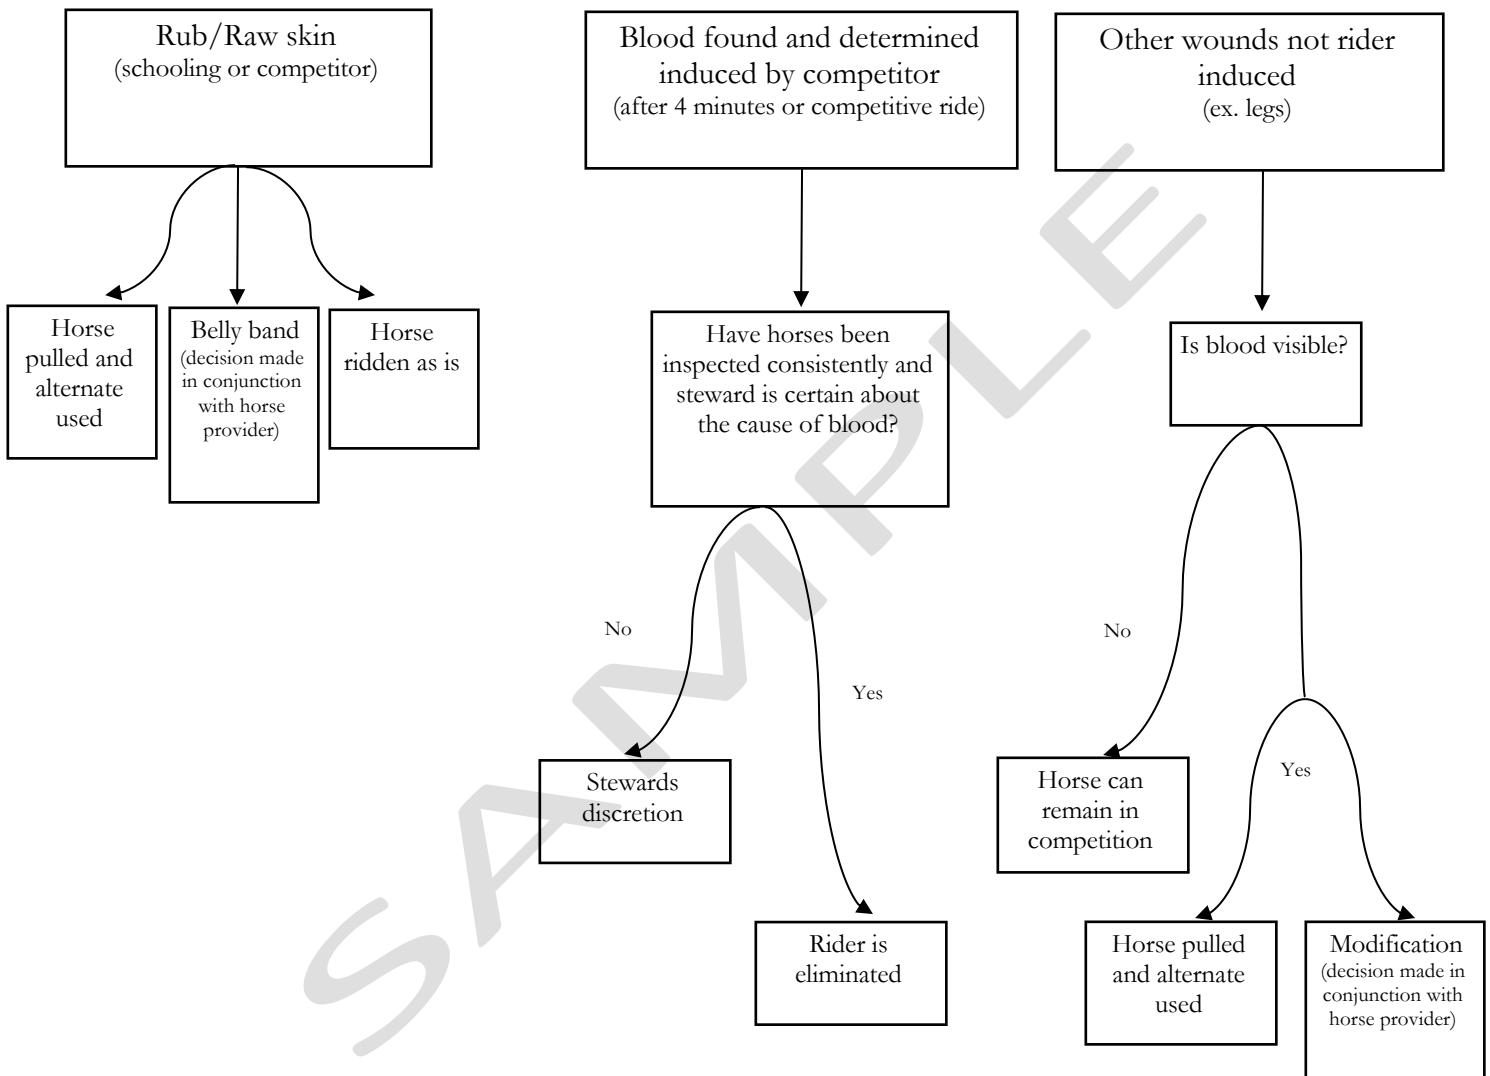 Rub/Raw skin
(schooling or competitor)
Blood found and determined
induced by competitor
(after 4 minutes or competitive ride)
Other wounds not rider
induced
(ex. legs)
Horse
pulled and
alternate
used
Belly band
(decision made
in conjunction
with horse
provider)
Horse
ridden as is
Have horses been
inspected consistently and
steward is certain about
the cause of blood?
Is blood visible?
No
Yes
No
Yes
Stewards
discretion
Rider is
eliminated
Horse can
remain in
competition
Horse pulled
and alternate
used
Modification
(decision made in
conjunction with
horse provider)
SAMPLE